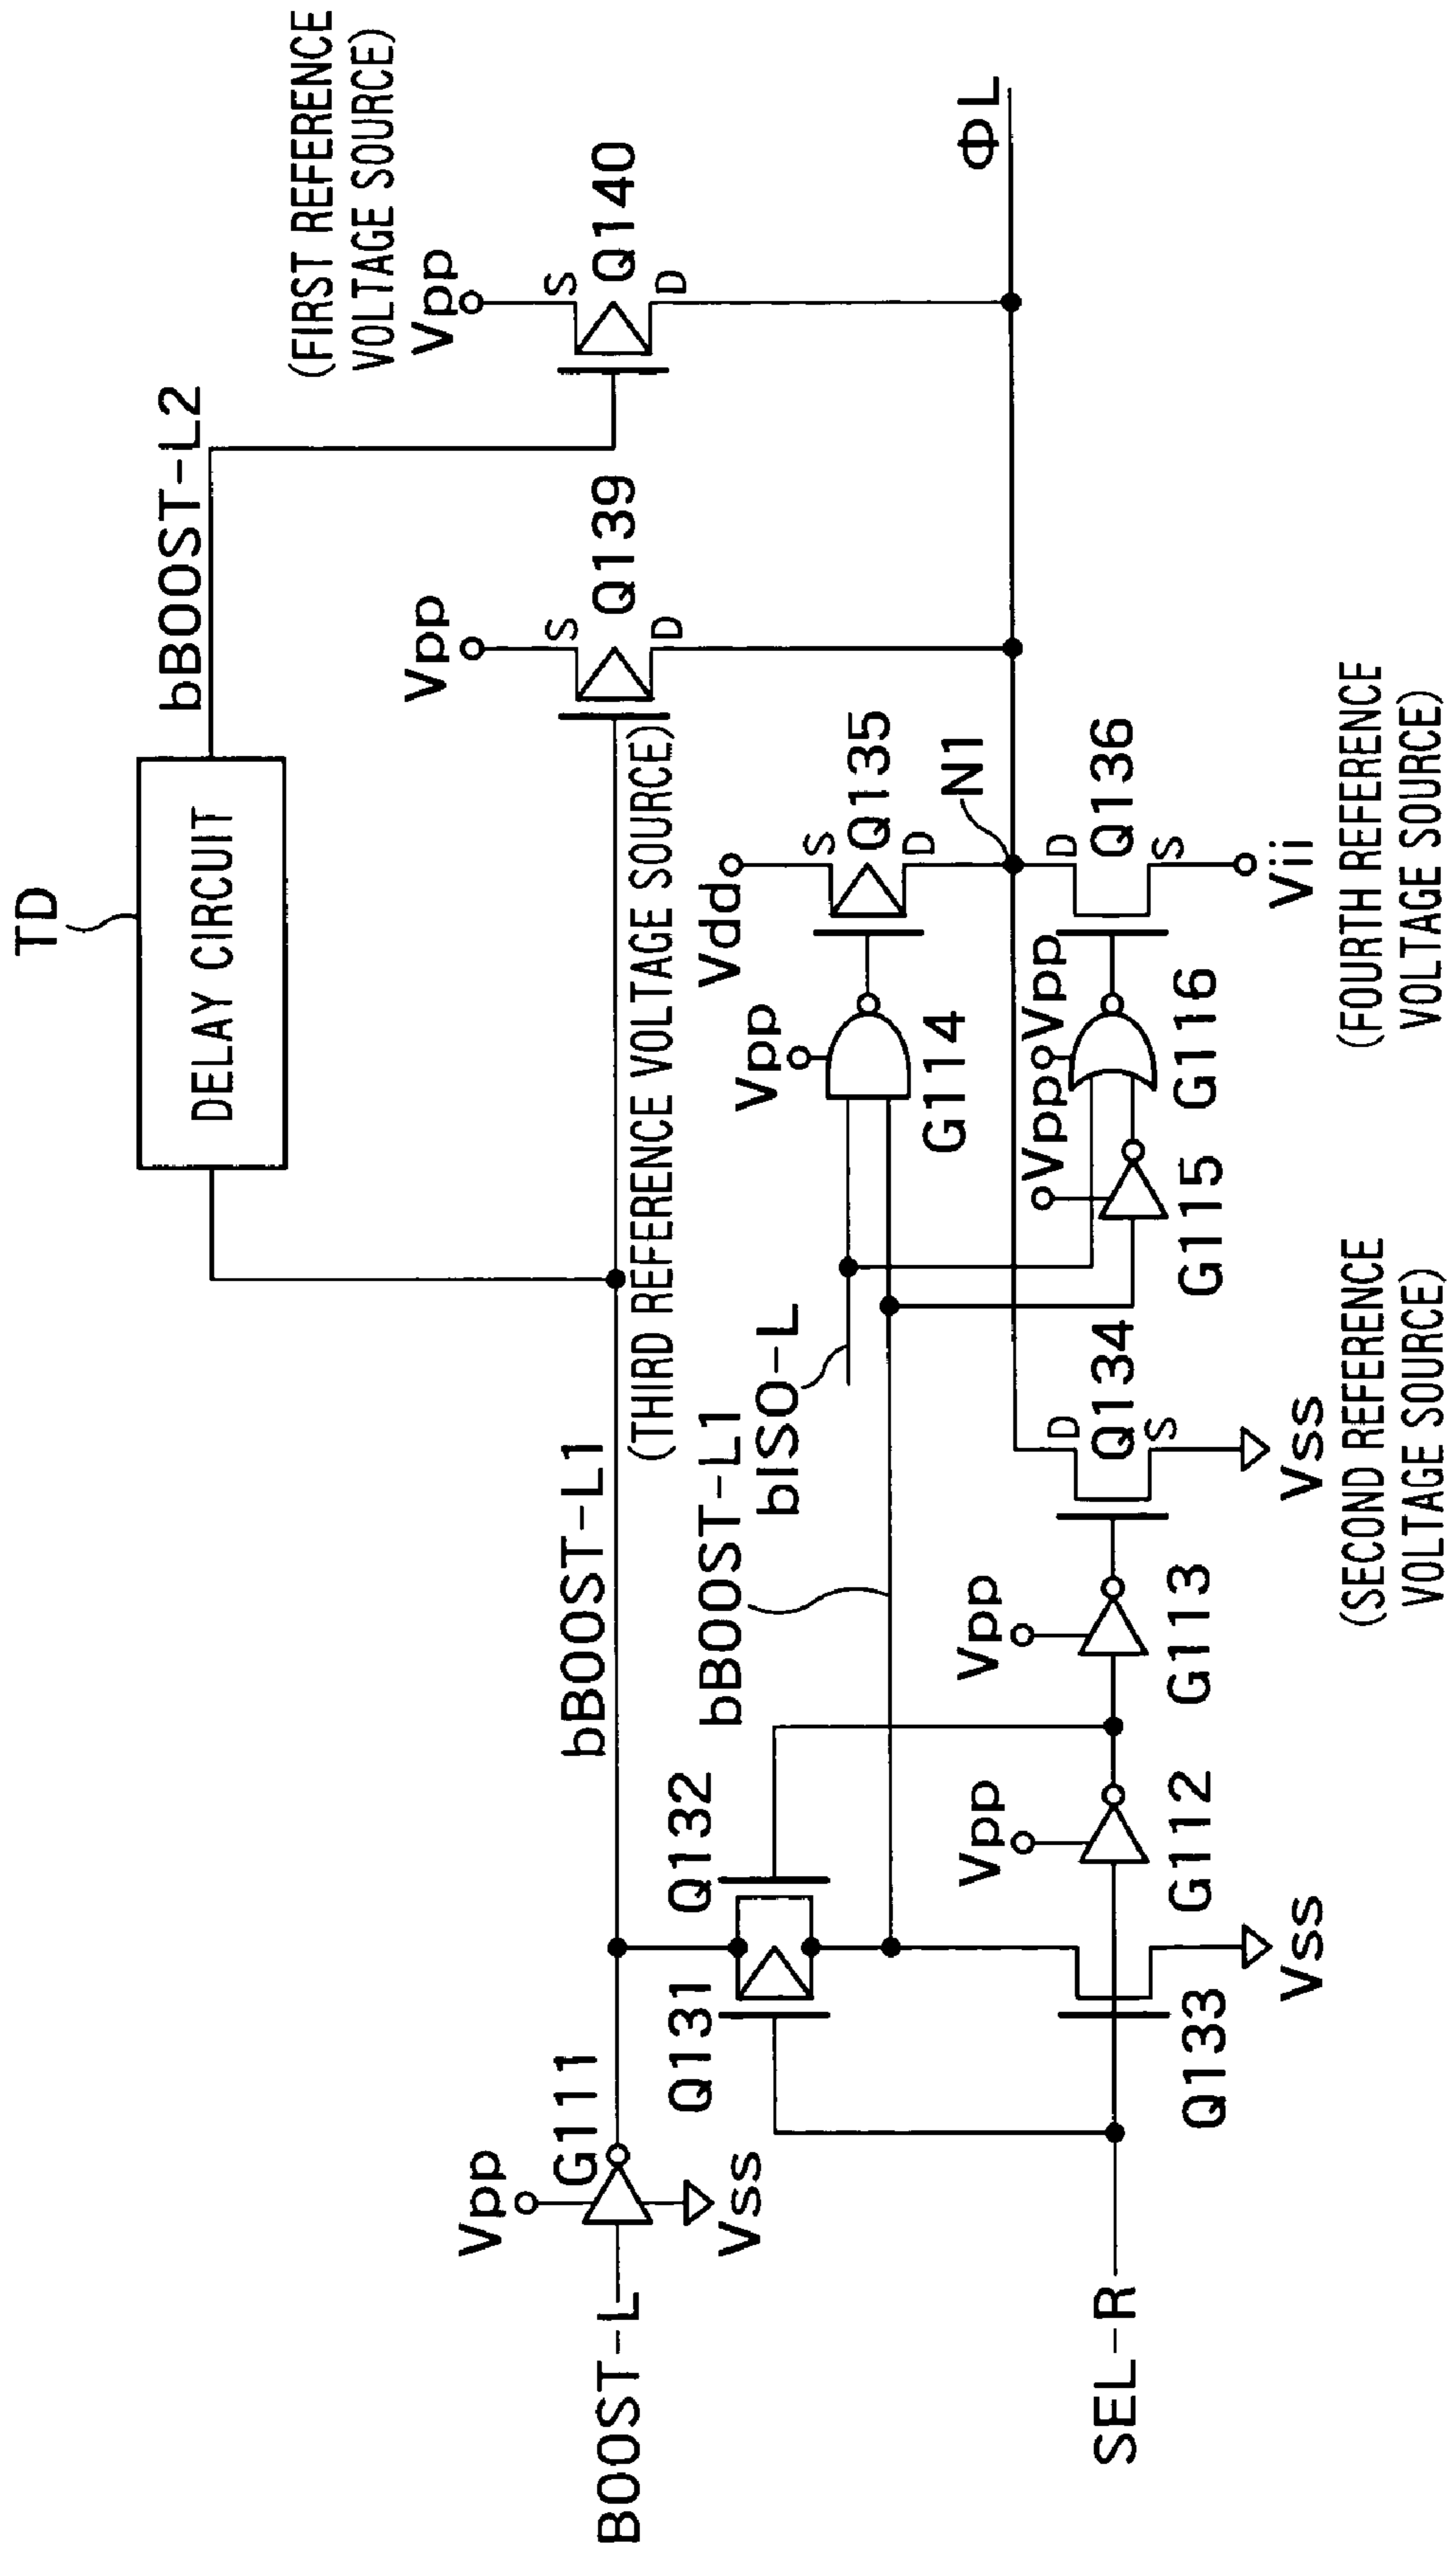 TD
DELAY CIRCUIT
bBOOST-L2
(FIRST REFERENCE
VOLTAGE SOURCE)
Vpp
S
Q140
D
Vpp
S
Q139
D
ΦL
BOOST-L
Vpp
G111
Vss
bBOOST-L1
(THIRD REFERENCE VOLTAGE SOURCE)
Q131
Q132
bBOOST-L1
bISO-L
Vpp
G114
Vdd
S
Q135
D
N1
SEL-R
Q133
Vss
Vpp
G112
Vpp
G113
D
Q134
S
Vss
(SECOND REFERENCE
VOLTAGE SOURCE)
Vpp
G115
Vpp
G116
D
Q136
S
Vii
(FOURTH REFERENCE
VOLTAGE SOURCE)